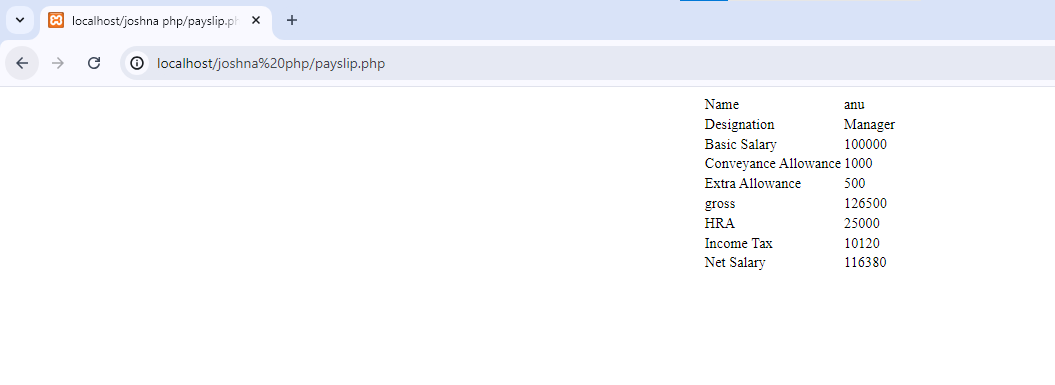 localhost/joshna php/payslip.ph
localhost/joshna%20php/payslip.php
Name anu
Designation Manager
Basic Salary 100000
Conveyance Allowance 1000
Extra Allowance 500
gross 126500
HRA 25000
Income Tax 10120
Net Salary 116380